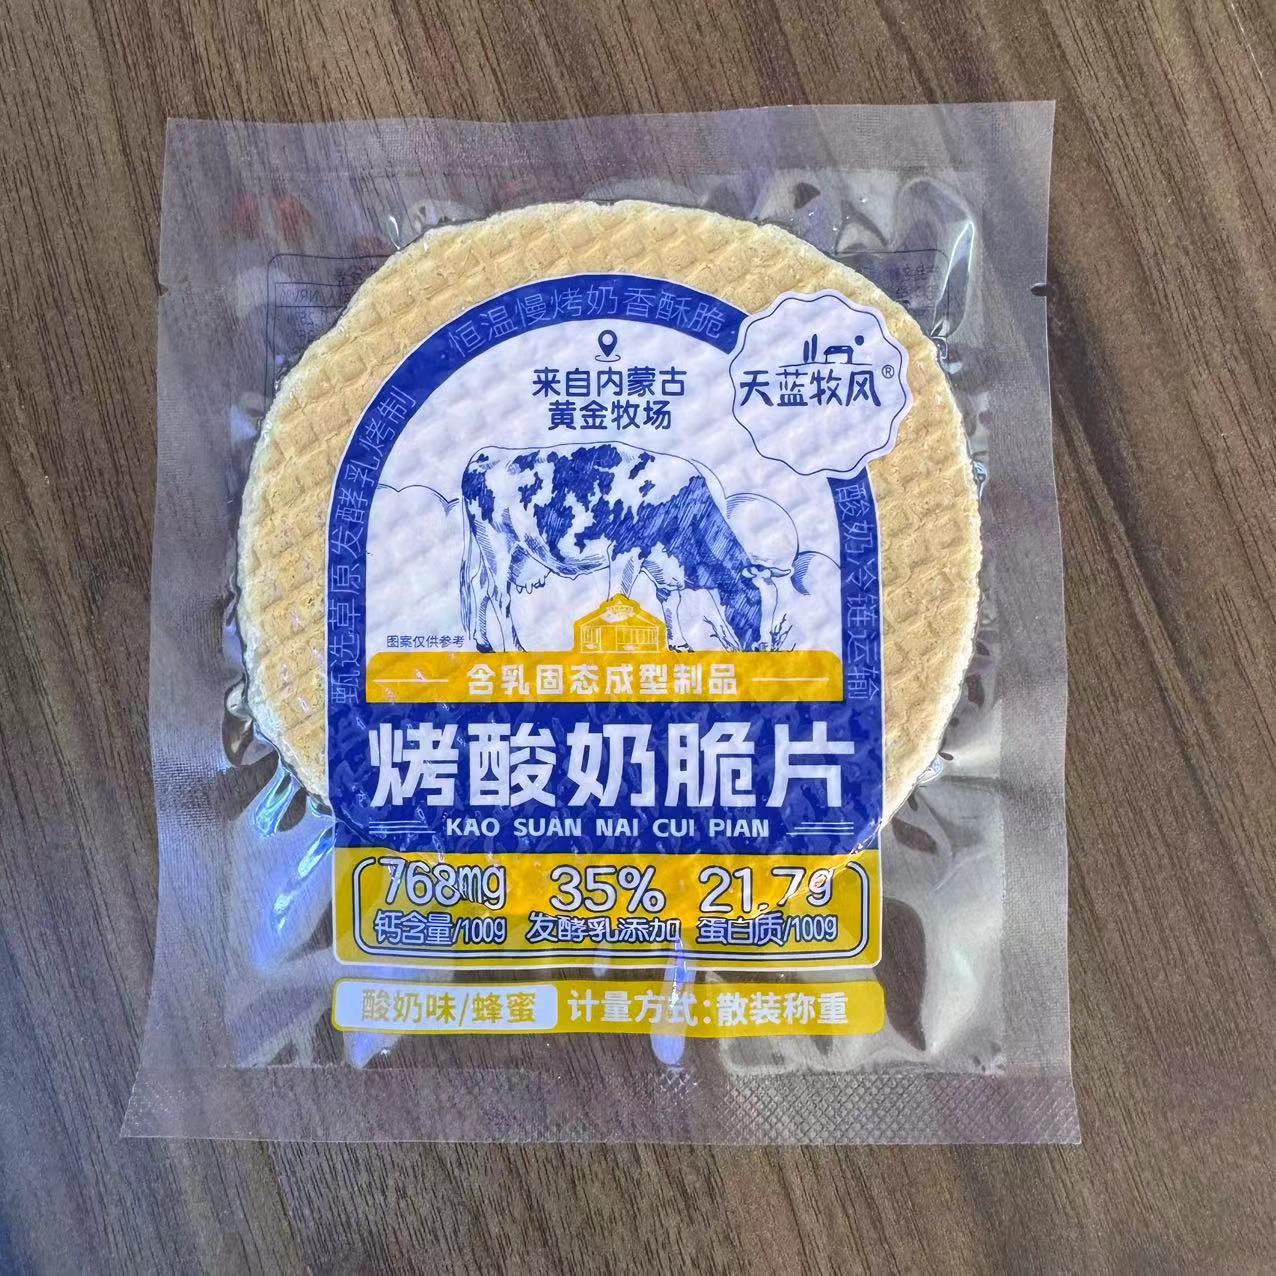 甄选草原发酵乳烤制
恒温慢烤奶香酥脆
酸奶冷链运输
天蓝牧风®
来自内蒙古
黄金牧场
图案仅供参考
含乳固态成型制品
烤酸奶脆片
KAO SUAN NAI CUI PIAN
768mg 35% 21.7g
钙含量/100g 发酵乳添加 蛋白质/100g
酸奶味/蜂蜜 计量方式:散装称重